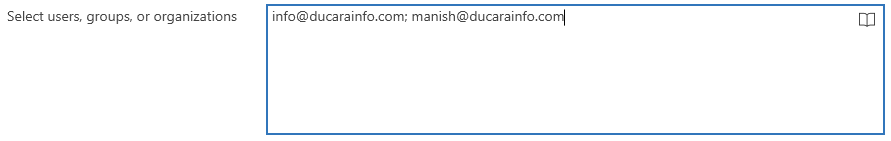 Select users, groups, or organizations
info@ducarainfo.com; manish@ducarainfo.com